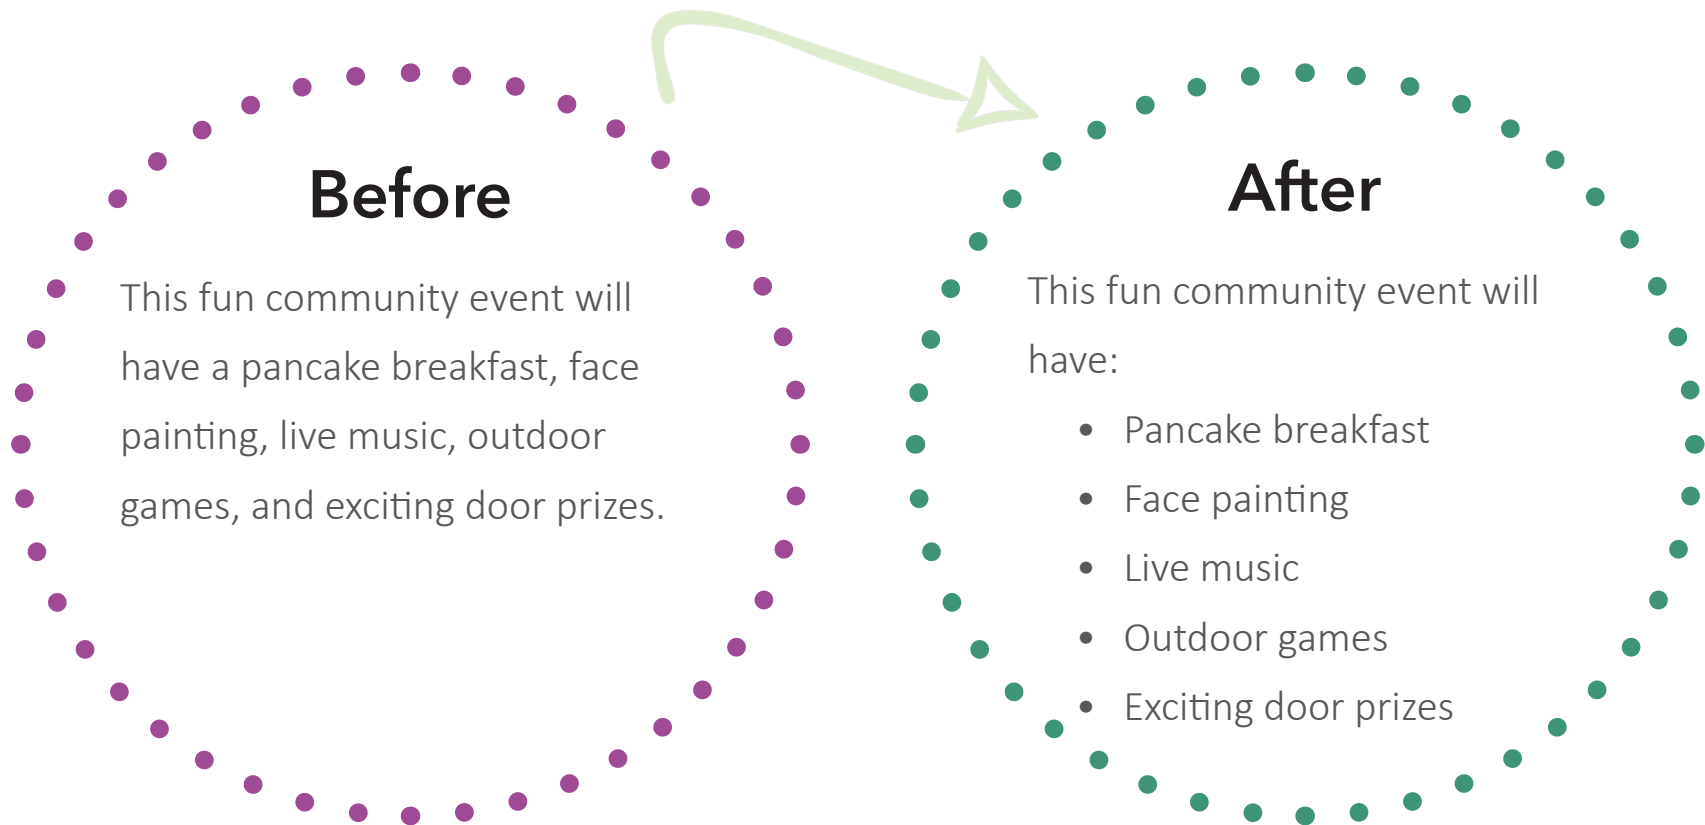 Before
This fun community event will
have a pancake breakfast, face
painting, live music, outdoor
games, and exciting door prizes.
After
This fun community event will
have:
• Pancake breakfast
• Face painting
• Live music
• Outdoor games
• Exciting door prizes